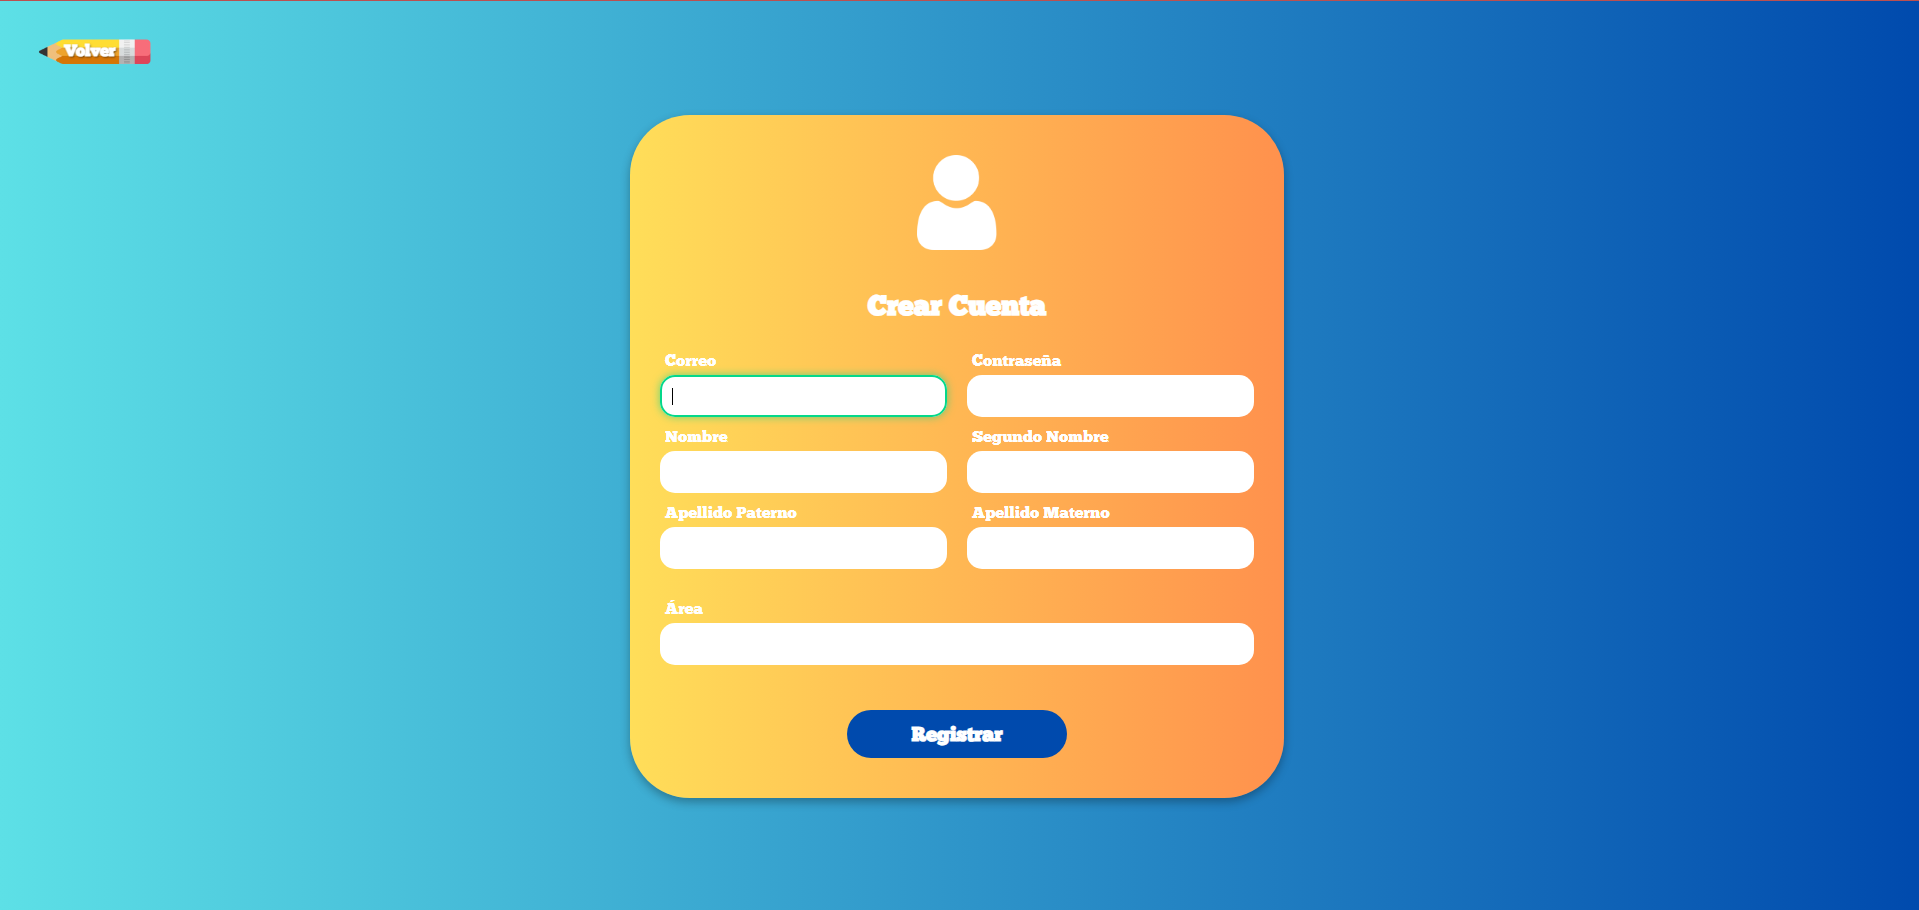 Volver
Crear Cuenta
Correo
Contraseña
Nombre
Segundo Nombre
Apellido Paterno
Apellido Materno
Área
Registrar